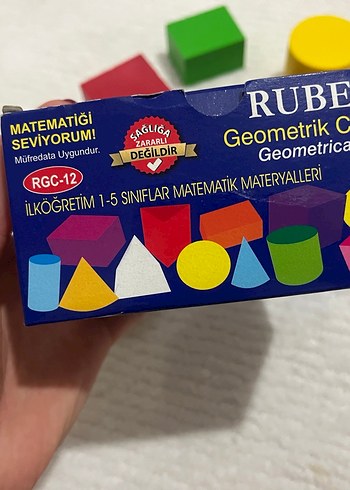 MATEMATİĞİ
SEVİYORUM!
Müfredata Uygundur.
RGC-12
SAĞLIĞA
ZARARLI
DEĞİLDİR
RUBE
Geometrik C
Geometrica
İLKÖĞRETİM 1-5 SINIFLAR MATEMATİK MATERYALLERİ